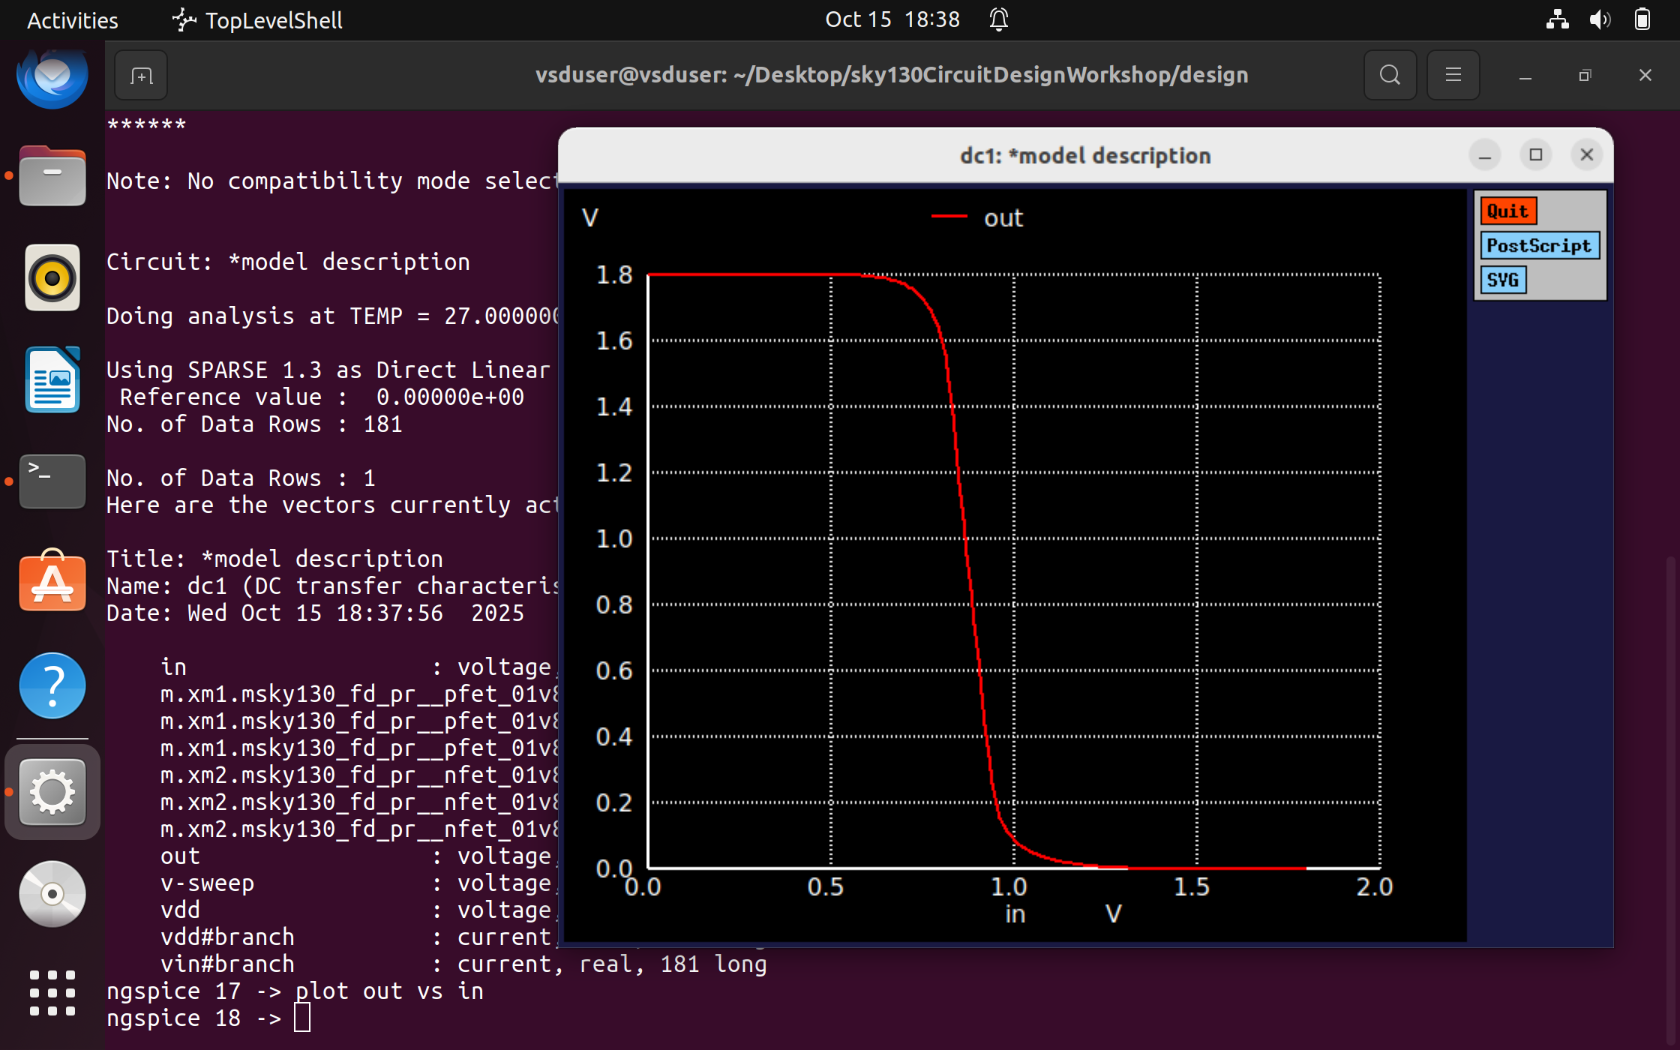 Activities
TopLevelShell
Oct 15 18:38
vsduser@vsduser: ~/Desktop/sky130CircuitDesignWorkshop/design
******
Note: No compatibility mode selec
Circuit: *model description
Doing analysis at TEMP = 27.000000
Using SPARSE 1.3 as Direct Linear
Reference value : 0.00000e+00
No. of Data Rows : 181
No. of Data Rows : 1
Here are the vectors currently act
Title: *model description
Name: dc1 (DC transfer characteris
Date: Wed Oct 15 18:37:56 2025
in : voltage,
m.xm1.msky130_fd_pr__pfet_01v8
m.xm1.msky130_fd_pr__pfet_01v8
m.xm1.msky130_fd_pr__pfet_01v8
m.xm2.msky130_fd_pr__nfet_01v8
m.xm2.msky130_fd_pr__nfet_01v8
m.xm2.msky130_fd_pr__nfet_01v8
out : voltage,
v-sweep : voltage,
vdd : voltage,
vdd#branch : current,
vin#branch : current, real, 181 long
ngspice 17 -> plot out vs in
ngspice 18 ->
dc1: *model description
V
out
Quit
PostScript
SVG
1.8
1.6
1.4
1.2
1.0
0.8
0.6
0.4
0.2
0.0
0.0 0.5 1.0 1.5 2.0
in V